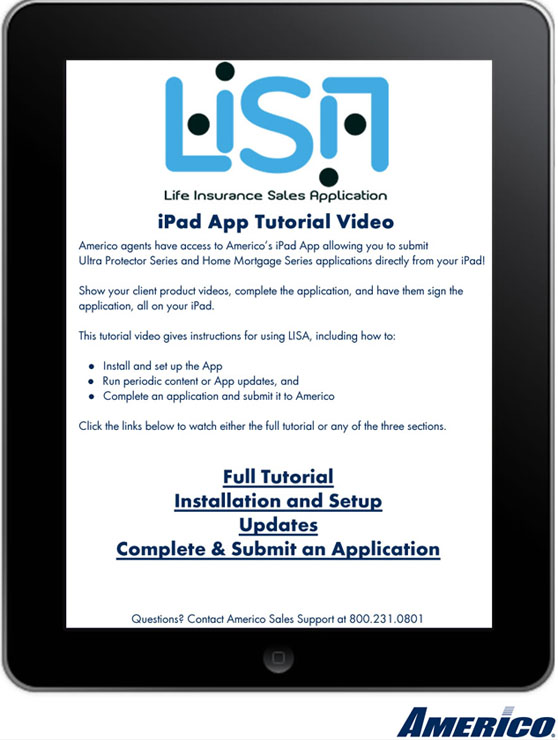 LiSA
Life Insurance Sales Application
iPad App Tutorial Video
Americo agents have access to Americo's iPad App allowing you to submit
Ultra Protector Series and Home Mortgage Series applications directly from your iPad!
Show your client product videos, complete the application, and have them sign the
application, all on your iPad.
This tutorial video gives instructions for using LISA, including how to:
● Install and set up the App
● Run periodic content or App updates, and
● Complete an application and submit it to Americo
Click the links below to watch either the full tutorial or any of the three sections.
Full Tutorial
Installation and Setup
Updates
Complete & Submit an Application
Questions? Contact Americo Sales Support at 800.231.0801
AMERICO